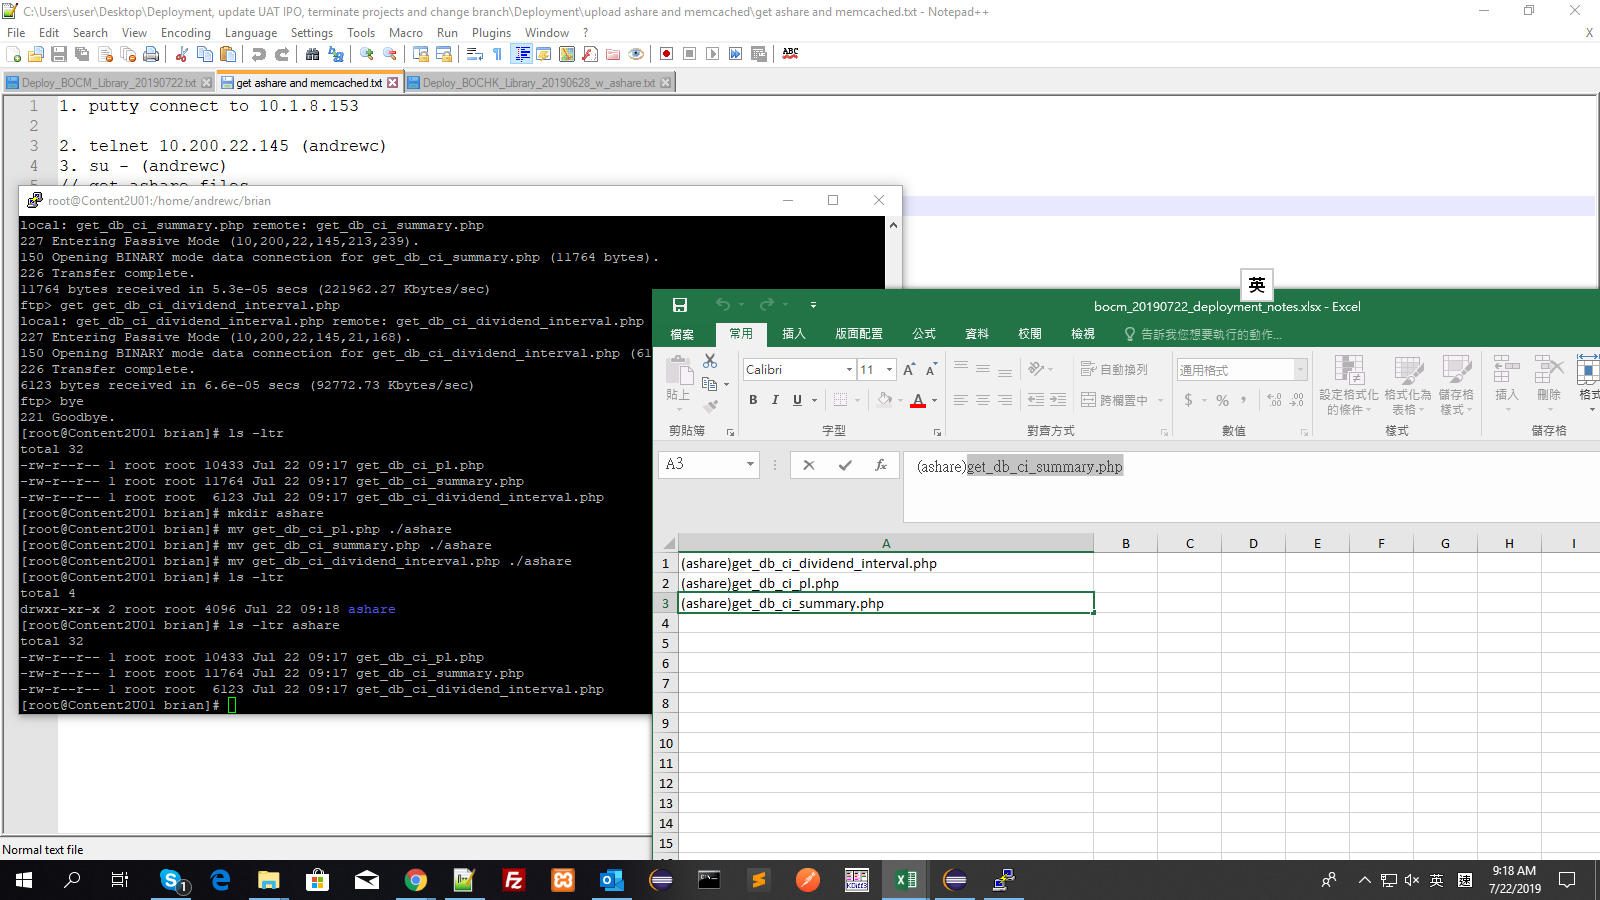 C:\Users\user\Desktop\Deployment, update UAT IPO, terminate projects and change branch\Deployment\upload ashare and memcached\get ashare and memcached.txt - Notepad++
File Edit Search View Encoding Language Settings Tools Macro Run Plugins Window ? X
Deploy_BOCM_Library_20190722.txt get ashare and memcached.txt Deploy_BOCHK_Library_20190628_w_ashare.txt
1 1. putty connect to 10.1.8.153
2
3 2. telnet 10.200.22.145 (andrewc)
4 3. su - (andrewc)
5 // get ashare files
root@Content2U01:/home/andrewc/brian
local: get_db_ci_summary.php remote: get_db_ci_summary.php
227 Entering Passive Mode (10,200,22,145,213,239).
150 Opening BINARY mode data connection for get_db_ci_summary.php (11764 bytes).
226 Transfer complete.
11764 bytes received in 5.3e-05 secs (221962.27 Kbytes/sec)
ftp> get get_db_ci_dividend_interval.php
local: get_db_ci_dividend_interval.php remote: get_db_ci_dividend_interval.php
227 Entering Passive Mode (10,200,22,145,21,168).
150 Opening BINARY mode data connection for get_db_ci_dividend_interval.php (61
226 Transfer complete.
6123 bytes received in 6.6e-05 secs (92772.73 Kbytes/sec)
ftp> bye
221 Goodbye.
[root@Content2U01 brian]# ls -ltr
total 32
-rw-r--r-- 1 root root 10433 Jul 22 09:17 get_db_ci_pl.php
-rw-r--r-- 1 root root 11764 Jul 22 09:17 get_db_ci_summary.php
-rw-r--r-- 1 root root 6123 Jul 22 09:17 get_db_ci_dividend_interval.php
[root@Content2U01 brian]# mkdir ashare
[root@Content2U01 brian]# mv get_db_ci_pl.php ./ashare
[root@Content2U01 brian]# mv get_db_ci_summary.php ./ashare
[root@Content2U01 brian]# mv get_db_ci_dividend_interval.php ./ashare
[root@Content2U01 brian]# ls -ltr
total 4
drwxr-xr-x 2 root root 4096 Jul 22 09:18 ashare
[root@Content2U01 brian]# ls -ltr ashare
total 32
-rw-r--r-- 1 root root 10433 Jul 22 09:17 get_db_ci_pl.php
-rw-r--r-- 1 root root 11764 Jul 22 09:17 get_db_ci_summary.php
-rw-r--r-- 1 root root 6123 Jul 22 09:17 get_db_ci_dividend_interval.php
[root@Content2U01 brian]#
英
bocm_20190722_deployment_notes.xlsx - Excel
檔案 常用 插入 版面配置 公式 資料 校閱 檢視 告訴我您想要執行的動作...
貼上 Calibri 11 自動換列 通用格式 設定格式化的條件 格式化為表格 儲存格樣式 插入 刪除 格式
B I U A 跨欄置中 $ % ,
剪貼簿 字型 對齊方式 數值 樣式 儲存格
A3 fx (ashare)get_db_ci_summary.php
A B C D E F G H I
1 (ashare)get_db_ci_dividend_interval.php
2 (ashare)get_db_ci_pl.php
3 (ashare)get_db_ci_summary.php
4
5
6
7
8
9
10
11
12
13
14
15
Normal text file
9:18 AM
英
7/22/2019